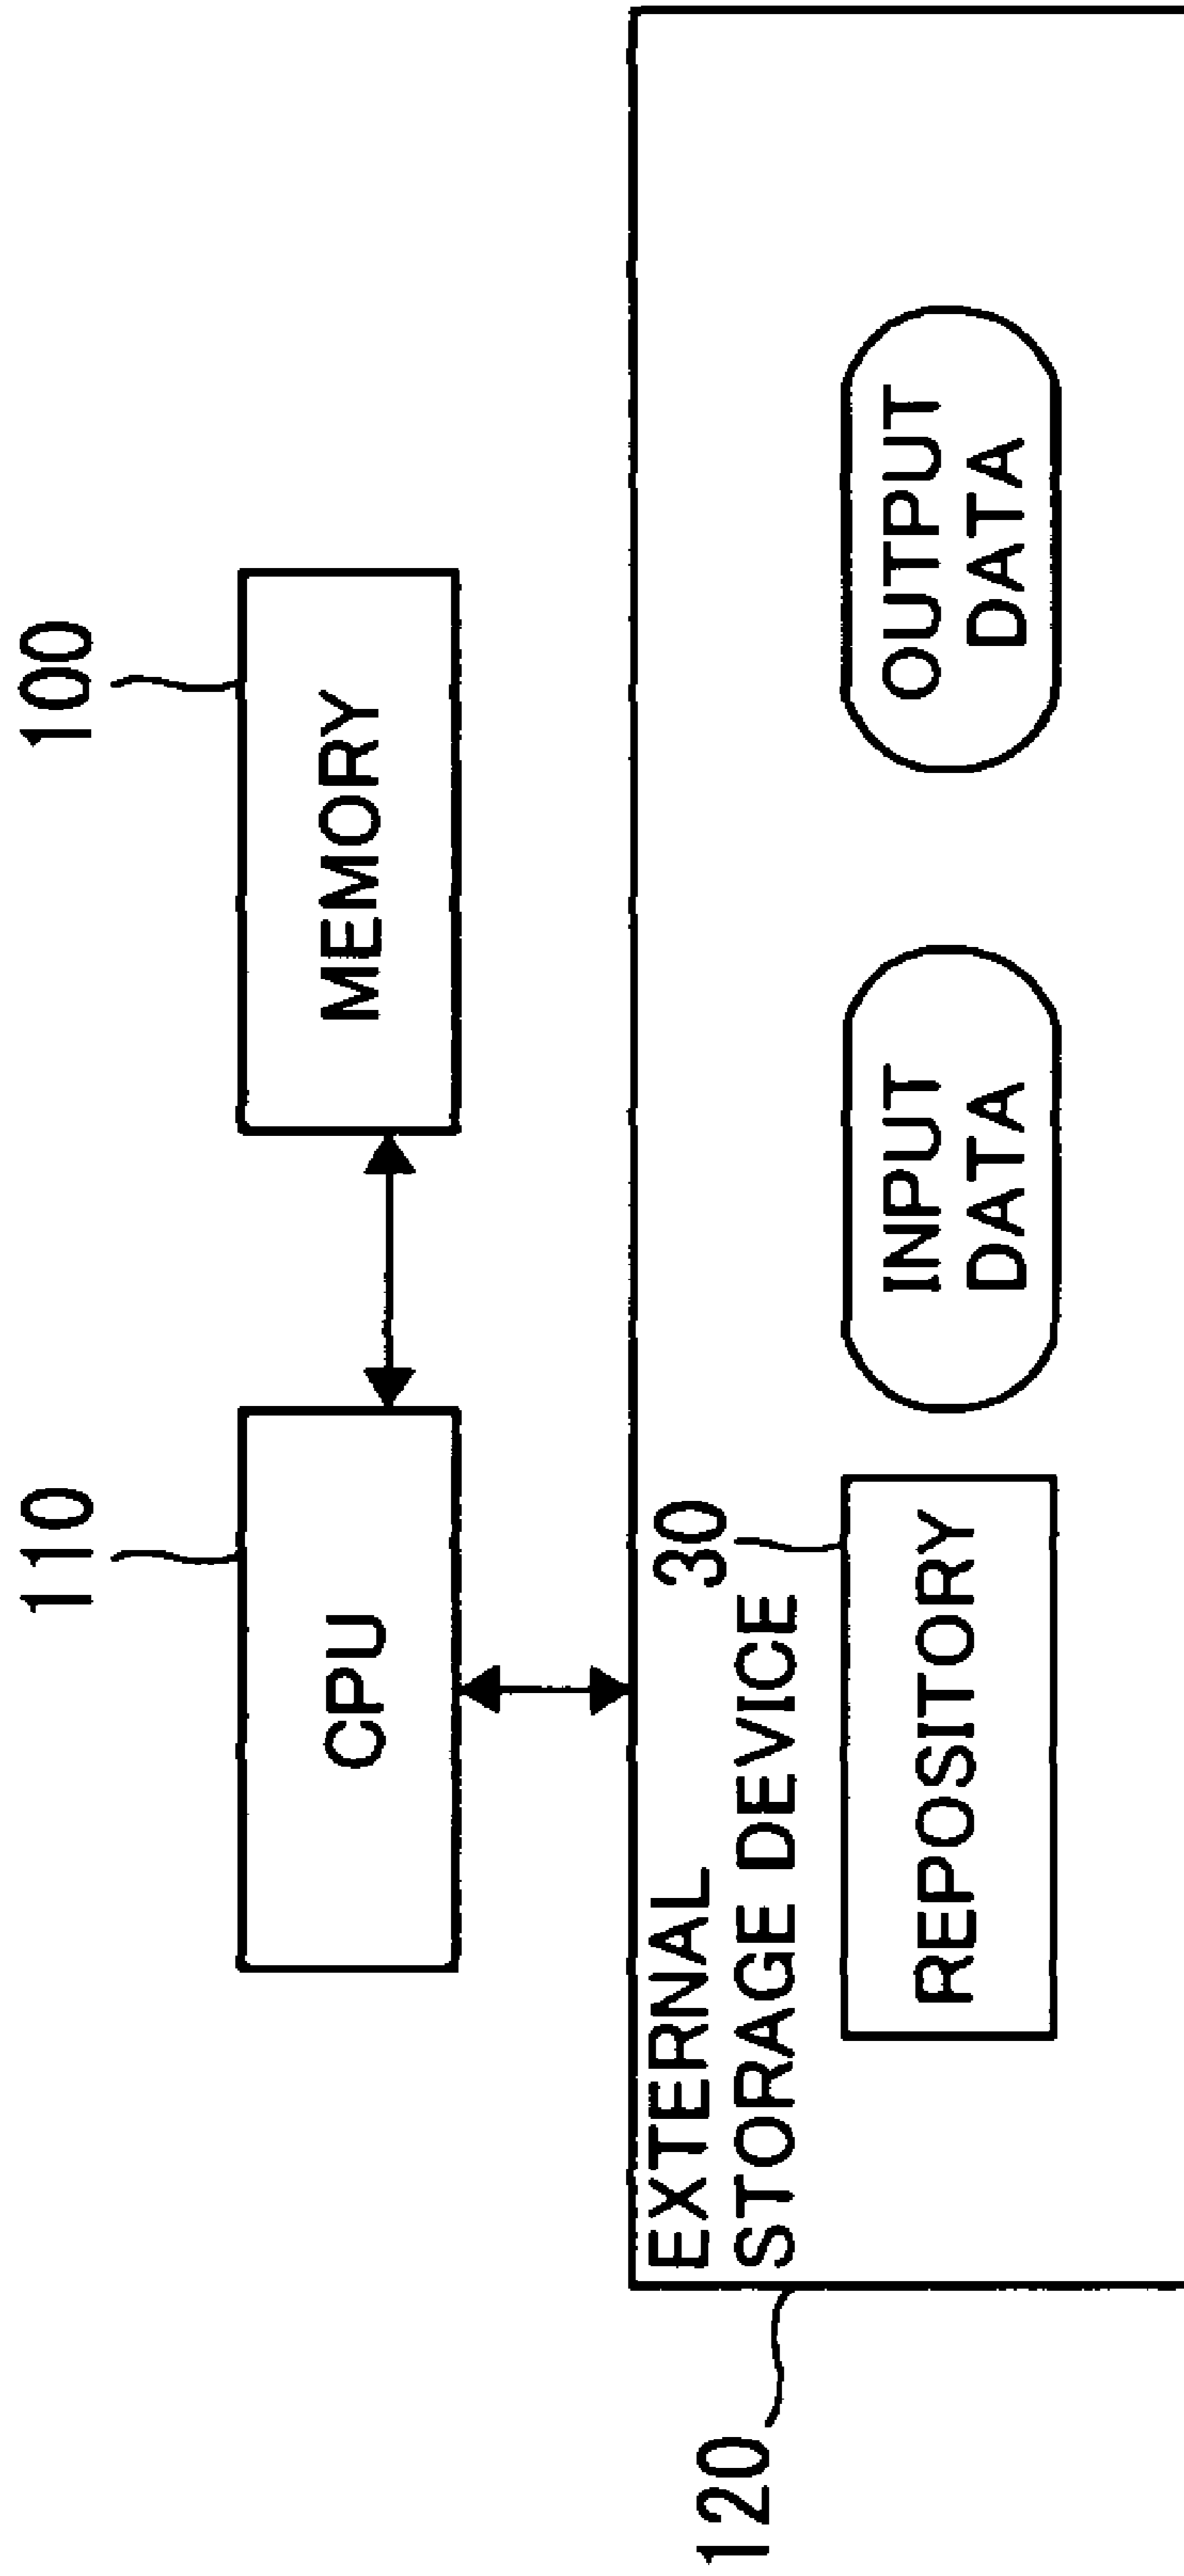 110
100
CPU
MEMORY
120
EXTERNAL
STORAGE DEVICE
30
REPOSITORY
INPUT
DATA
OUTPUT
DATA